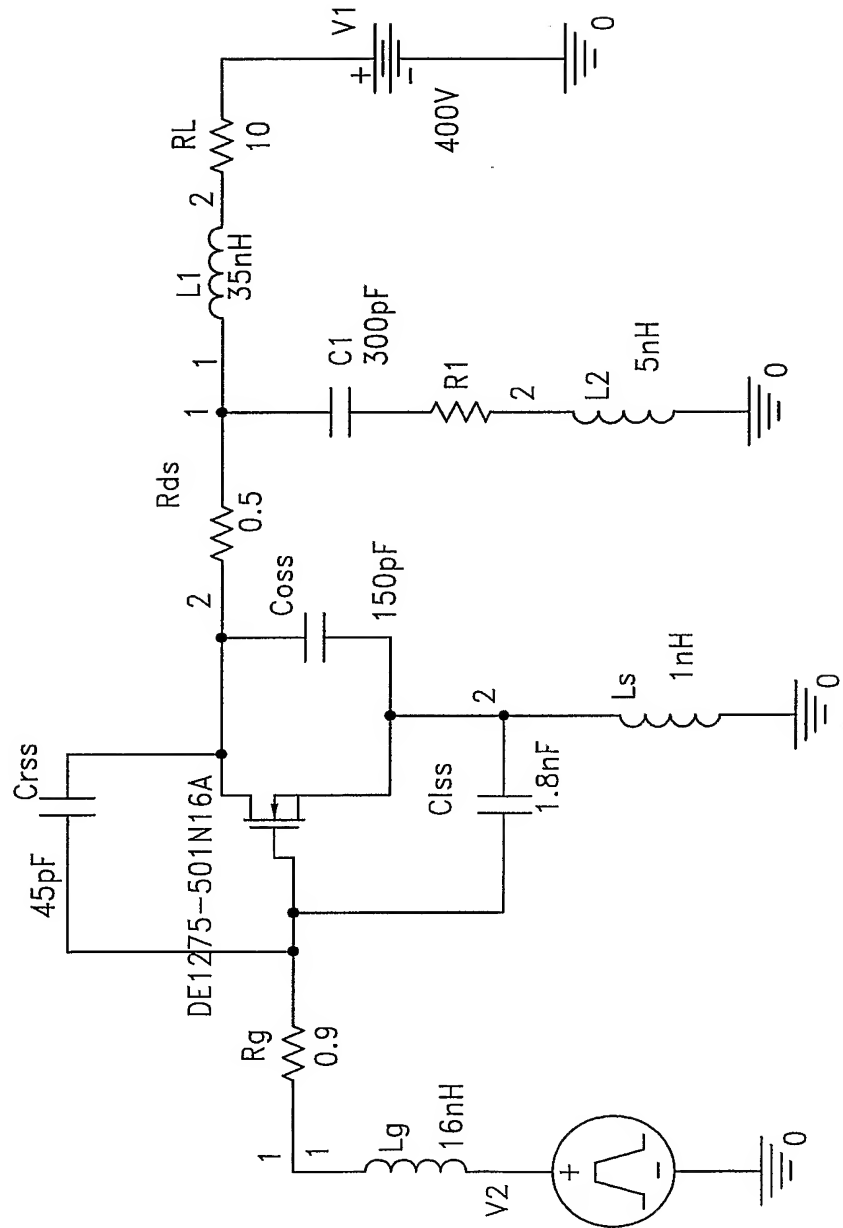 V1
+
-
400V
0
RL
10
2
L1
35nH
1
1
C1
300pF
R1
2
L2
5nH
0
Rds
0.5
2
Coss
150pF
Crss
45pF
DE1275-501N16A
2
Ls
1nH
0
CIss
1.8nF
Rg
0.9
1
1
Lg
16nH
V2
+
-
0